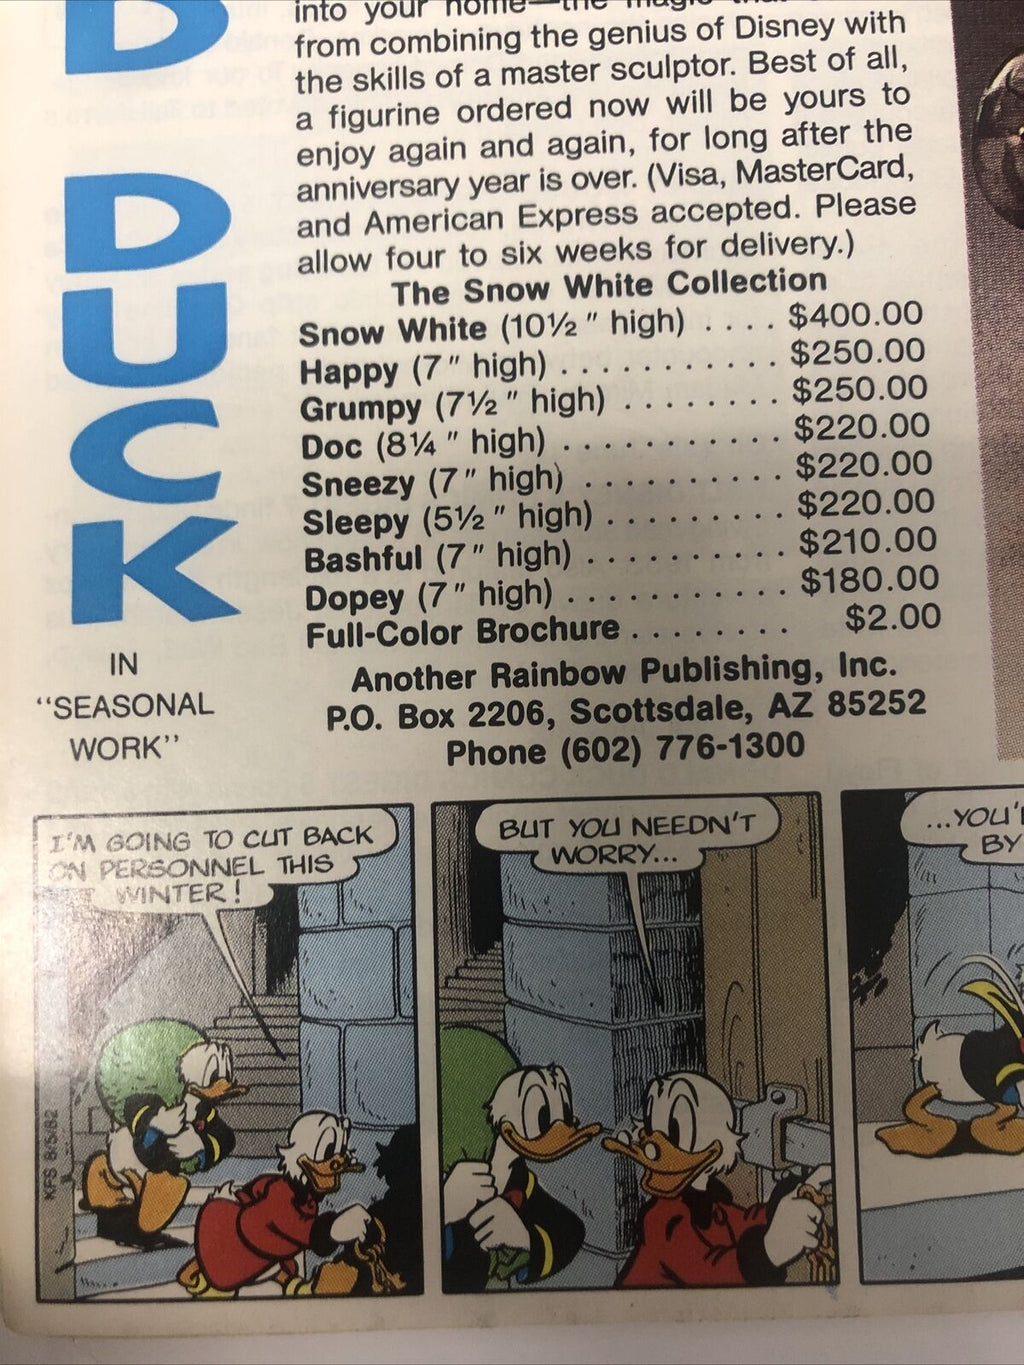 D
DUCK
IN
"SEASONAL
WORK"
into your home—the magic that
from combining the genius of Disney with
the skills of a master sculptor. Best of all,
a figurine ordered now will be yours to
enjoy again and again, for long after the
anniversary year is over. (Visa, MasterCard,
and American Express accepted. Please
allow four to six weeks for delivery.)
The Snow White Collection
Snow White (10½" high) .... $400.00
Happy (7" high) ........... $250.00
Grumpy (7½" high) ........ $250.00
Doc (8¼" high) ............ $220.00
Sneezy (7" high) .......... $220.00
Sleepy (5½" high) ......... $220.00
Bashful (7" high) .......... $210.00
Dopey (7" high) ............ $180.00
Full-Color Brochure ........ $2.00
Another Rainbow Publishing, Inc.
P.O. Box 2206, Scottsdale, AZ 85252
Phone (602) 776-1300
I'M GOING TO CUT BACK
ON PERSONNEL THIS
WINTER!
BUT YOU NEEDN'T
WORRY...
...YOU'
BY
KFS 8/5/82